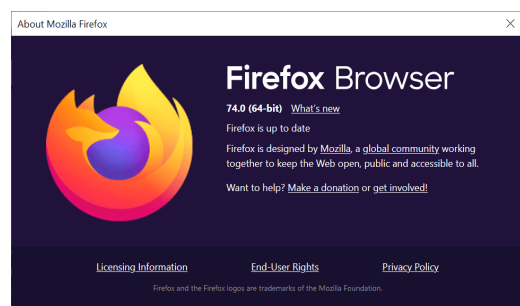 About Mozilla Firefox
Firefox Browser
74.0 (64-bit) What's new
Firefox is up to date
Firefox is designed by Mozilla, a global community working
together to keep the Web open, public and accessible to all.
Want to help? Make a donation or get involved!
Licensing Information End-User Rights Privacy Policy
Firefox and the Firefox logos are trademarks of the Mozilla Foundation.